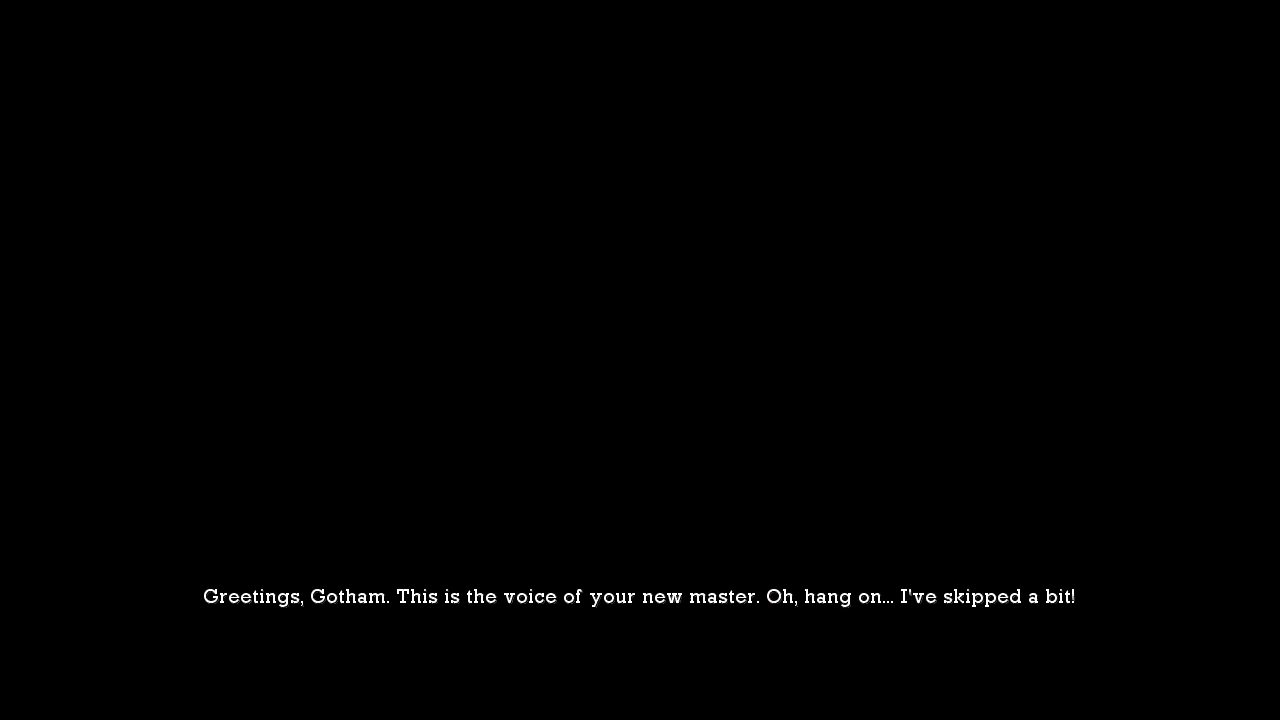 Greetings, Gotham. This is the voice of your new master. Oh, hang on... I've skipped a bit!